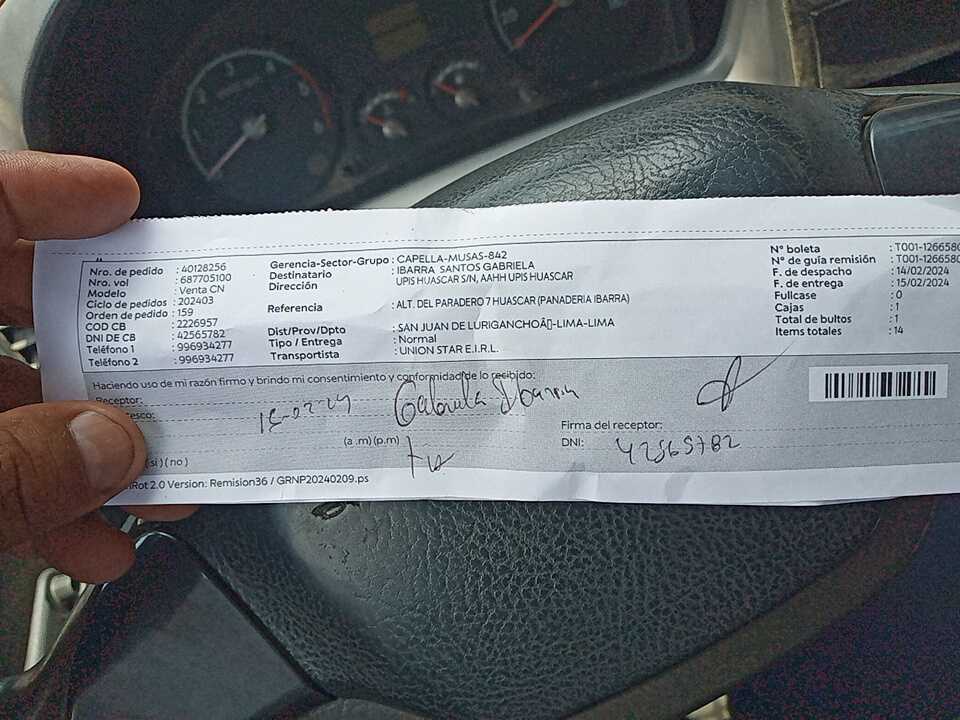 Nro. de pedido : 40128256
Nro. vol : 687705100
Modelo : Venta CN
Ciclo de pedidos : 202403
Orden de pedido : 159
COD CB : 2226957
DNI DE CB : 42565782
Teléfono 1 : 996934277
Teléfono 2 : 996934277
Gerencia-Sector-Grupo : CAPELLA-MUSAS-842
Destinatario : IBARRA SANTOS GABRIELA
Dirección UPIS HUASCAR S/N, AAHH UPIS HUASCAR
Referencia : ALT. DEL PARADERO 7 HUASCAR (PANADERIA IBARRA)
Dist/Prov/Dpto : SAN JUAN DE LURIGANCHOÂ▯-LIMA-LIMA
Tipo / Entrega : Normal
Transportista : UNION STAR E.I.R.L.
N° boleta : T001-1266580
N° de guía remisión : T001-1266580
F. de despacho : 14/02/2024
F. de entrega : 15/02/2024
Fullcase : 0
Cajas : 1
Total de bultos : 1
Items totales : 14
Haciendo uso de mi razón firmo y brindo mi consentimiento y conformidad de lo recibido:
Receptor: Gabriela Ibarra
esco: 15-02-24
(a .m) (p.m)
( si ) ( no )
Firma del receptor:
DNI: 42565782
Rot 2.0 Version: Remision36 / GRNP20240209.ps